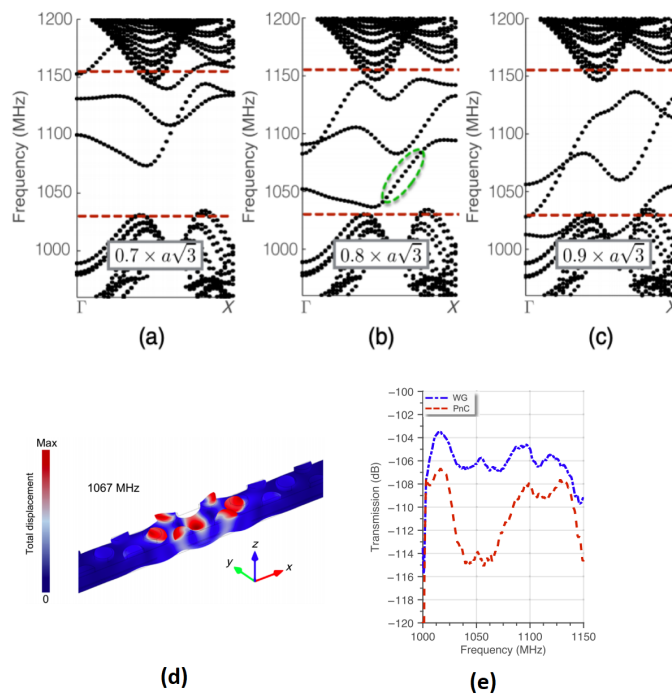 1200
1150
1100
1050
1000
Frequency (MHz)
0.7 × a√3
Γ X
(a)
1200
1150
1100
1050
1000
Frequency (MHz)
0.8 × a√3
Γ X
(b)
1200
1150
1100
1050
1000
Frequency (MHz)
0.9 × a√3
Γ X
(c)
Max
Total displacement
0
1067 MHz
z
y
x
(d)
WG
PnC
−100
−102
−104
−106
−108
−110
−112
−114
−116
−118
−120
Transmission (dB)
1000 1050 1100 1150
Frequency (MHz)
(e)